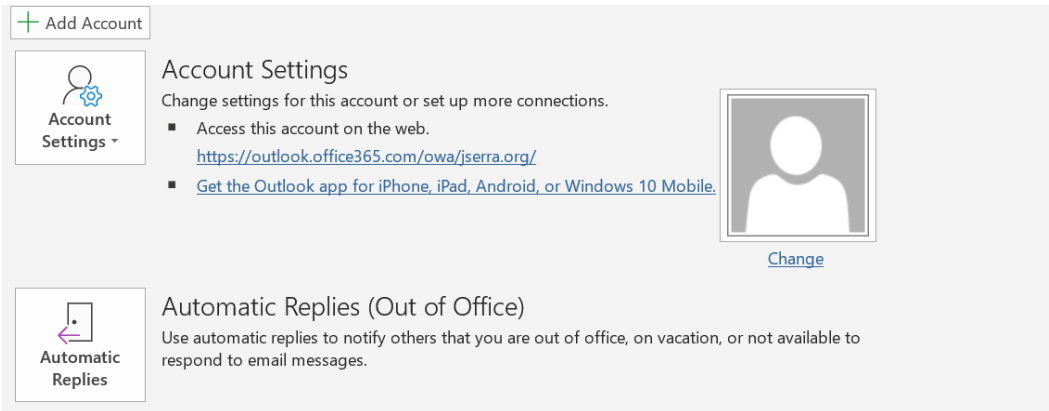 Add Account
Account Settings
Change settings for this account or set up more connections.
Account
Settings
Access this account on the web.
https://outlook.office365.com/owa/jserra.org/
Get the Outlook app for iPhone, iPad, Android, or Windows 10 Mobile.
Change
Automatic Replies (Out of Office)
Use automatic replies to notify others that you are out of office, on vacation, or not available to
respond to email messages.
Automatic
Replies